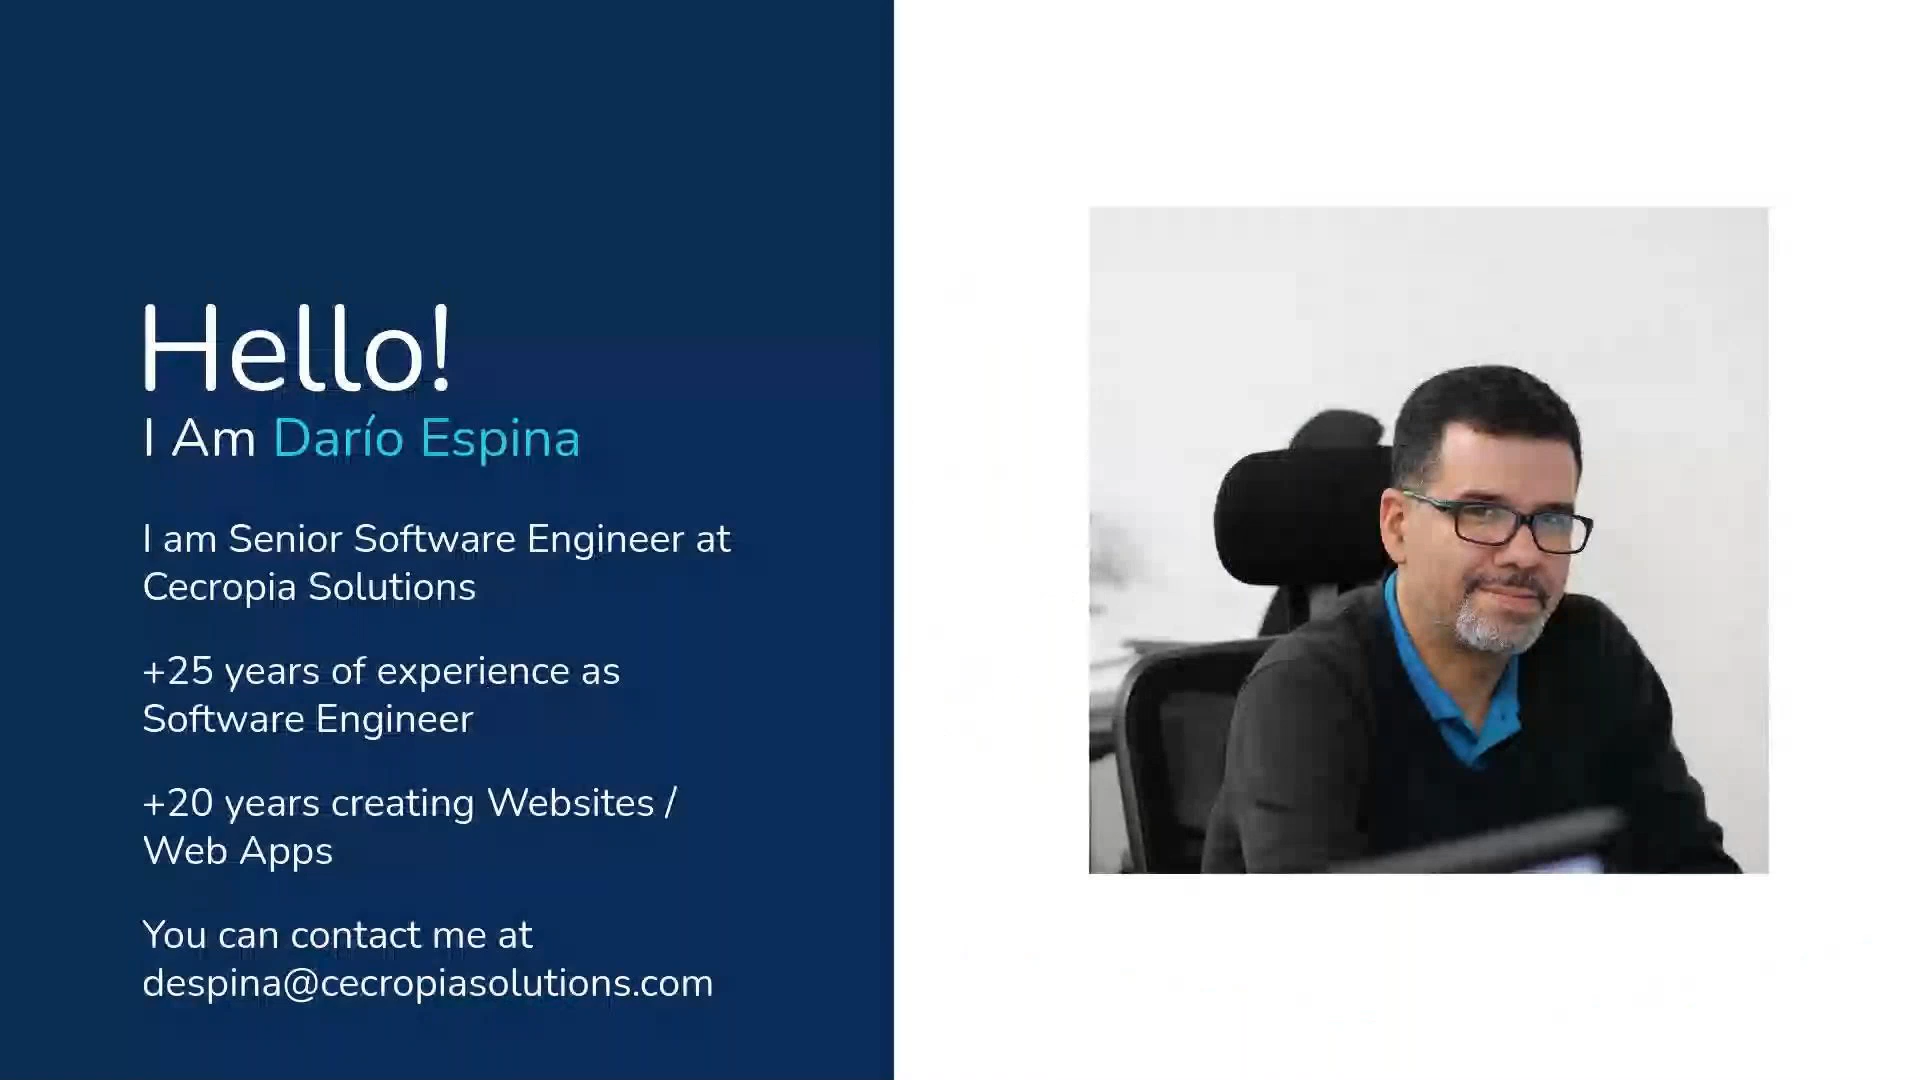 Hello!
I Am Darío Espina
I am Senior Software Engineer at
Cecropia Solutions
+25 years of experience as
Software Engineer
+20 years creating Websites /
Web Apps
You can contact me at
despina@cecropiasolutions.com